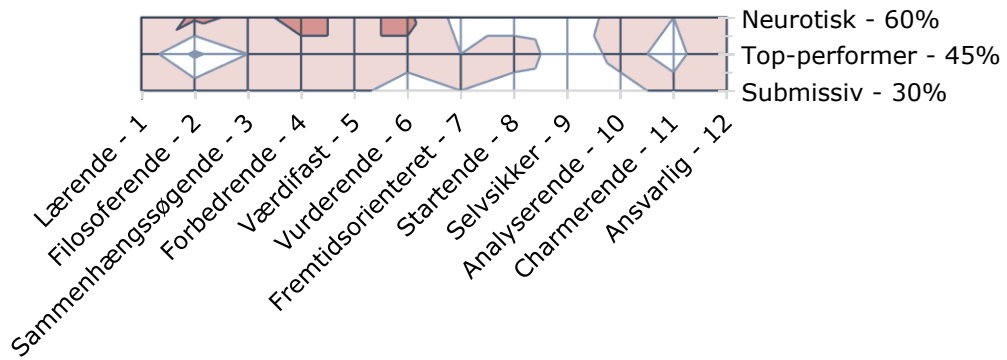 Neurotisk - 60%
Top-performer - 45%
Submissiv - 30%
Lærende - 1
Filosoferende - 2
Sammenhængssøgende - 3
Forbedrende - 4
Værdifast - 5
Vurderende - 6
Fremtidsorienteret - 7
Startende - 8
Selvsikker - 9
Analyserende - 10
Charmerende - 11
Ansvarlig - 12